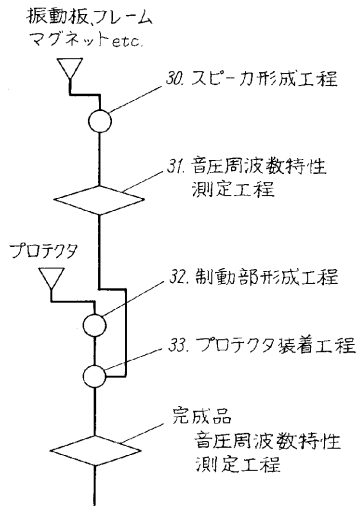 振動板、フレーム
マグネットetc.
30. スピーカ形成工程
31. 音圧周波数特性
測定工程
プロテクタ
32. 制動部形成工程
33. プロテクタ装着工程
完成品
音圧周波数特性
測定工程